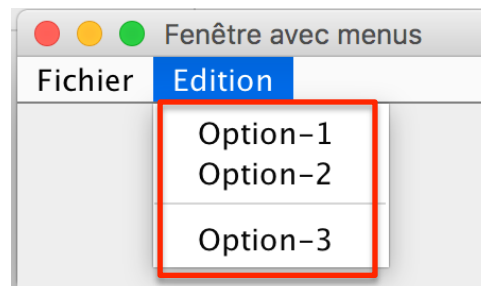 Fenêtre avec menus
Fichier Edition
Option-1
Option-2
Option-3